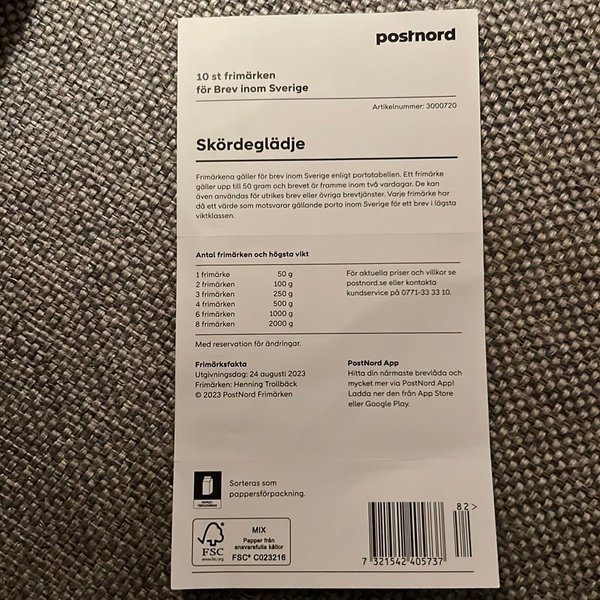 postnord
10 st frimärken
för Brev inom Sverige
Artikelnummer: 3000720
Skördeglädje
Frimärkena gäller för brev inom Sverige enligt portotabellen. Ett frimärke
gäller upp till 50 gram och brevet är framme inom två vardagar. De kan
även användas för utrikes brev eller övriga brevtjänster. Varje frimärke har
då ett värde som motsvarar gällande porto inom Sverige för ett brev i lägsta
viktklassen.
Antal frimärken och högsta vikt
1 frimärke 50 g
2 frimärken 100 g
3 frimärken 250 g
4 frimärken 500 g
6 frimärken 1000 g
8 frimärken 2000 g
För aktuella priser och villkor se
postnord.se eller kontakta
kundservice på 0771-33 33 10.
Med reservation för ändringar.
Frimärksfakta
Utgivningsdag: 24 augusti 2023
Frimärken: Henning Trollbäck
© 2023 PostNord Frimärken
PostNord App
Hitta din närmaste brevlåda och
mycket mer via PostNord App!
Ladda ner den från App Store
eller Google Play.
Sorteras som
pappersförpackning.
FSC
www.fsc.org
MIX
Papper från
ansvarsfulla källor
FSC® C023216
82>
7 321542 405737